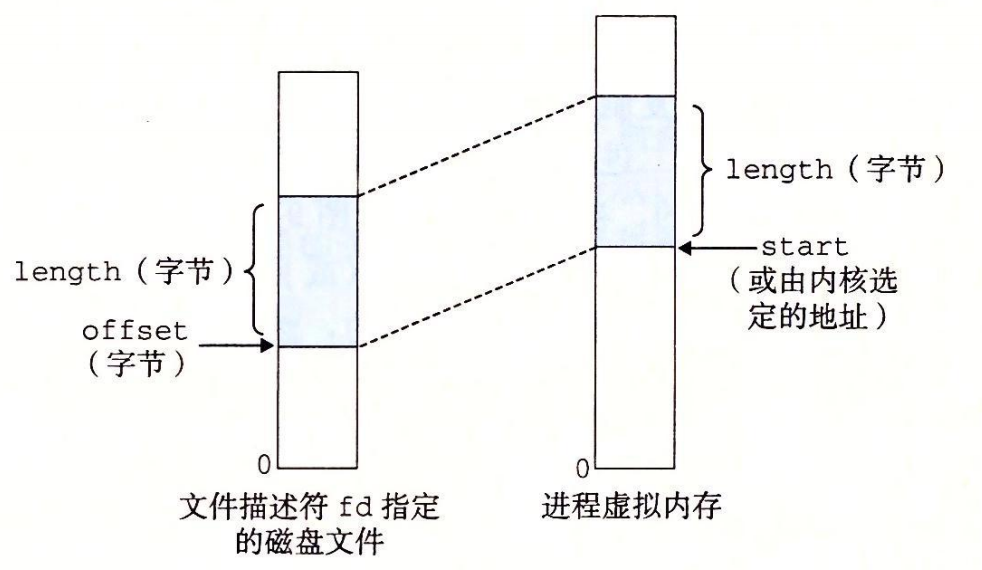 length（字节）
offset
（字节）
0
文件描述符 fd 指定
的磁盘文件
length（字节）
start
（或由内核选
定的地址）
0
进程虚拟内存